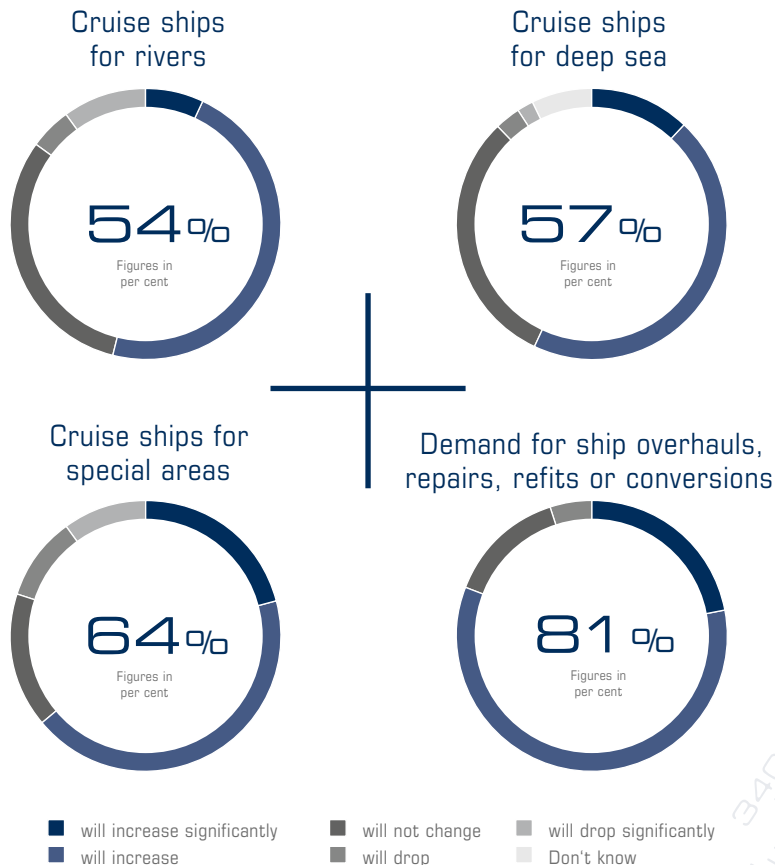 Cruise ships
for rivers
Cruise ships
for deep sea
54%
Figures in
per cent
57%
Figures in
per cent
Cruise ships for
special areas
Demand for ship overhauls,
repairs, refits or conversions
64%
Figures in
per cent
81%
Figures in
per cent
340
will increase significantly
will not change
will drop significantly
will increase
will drop
Don't know